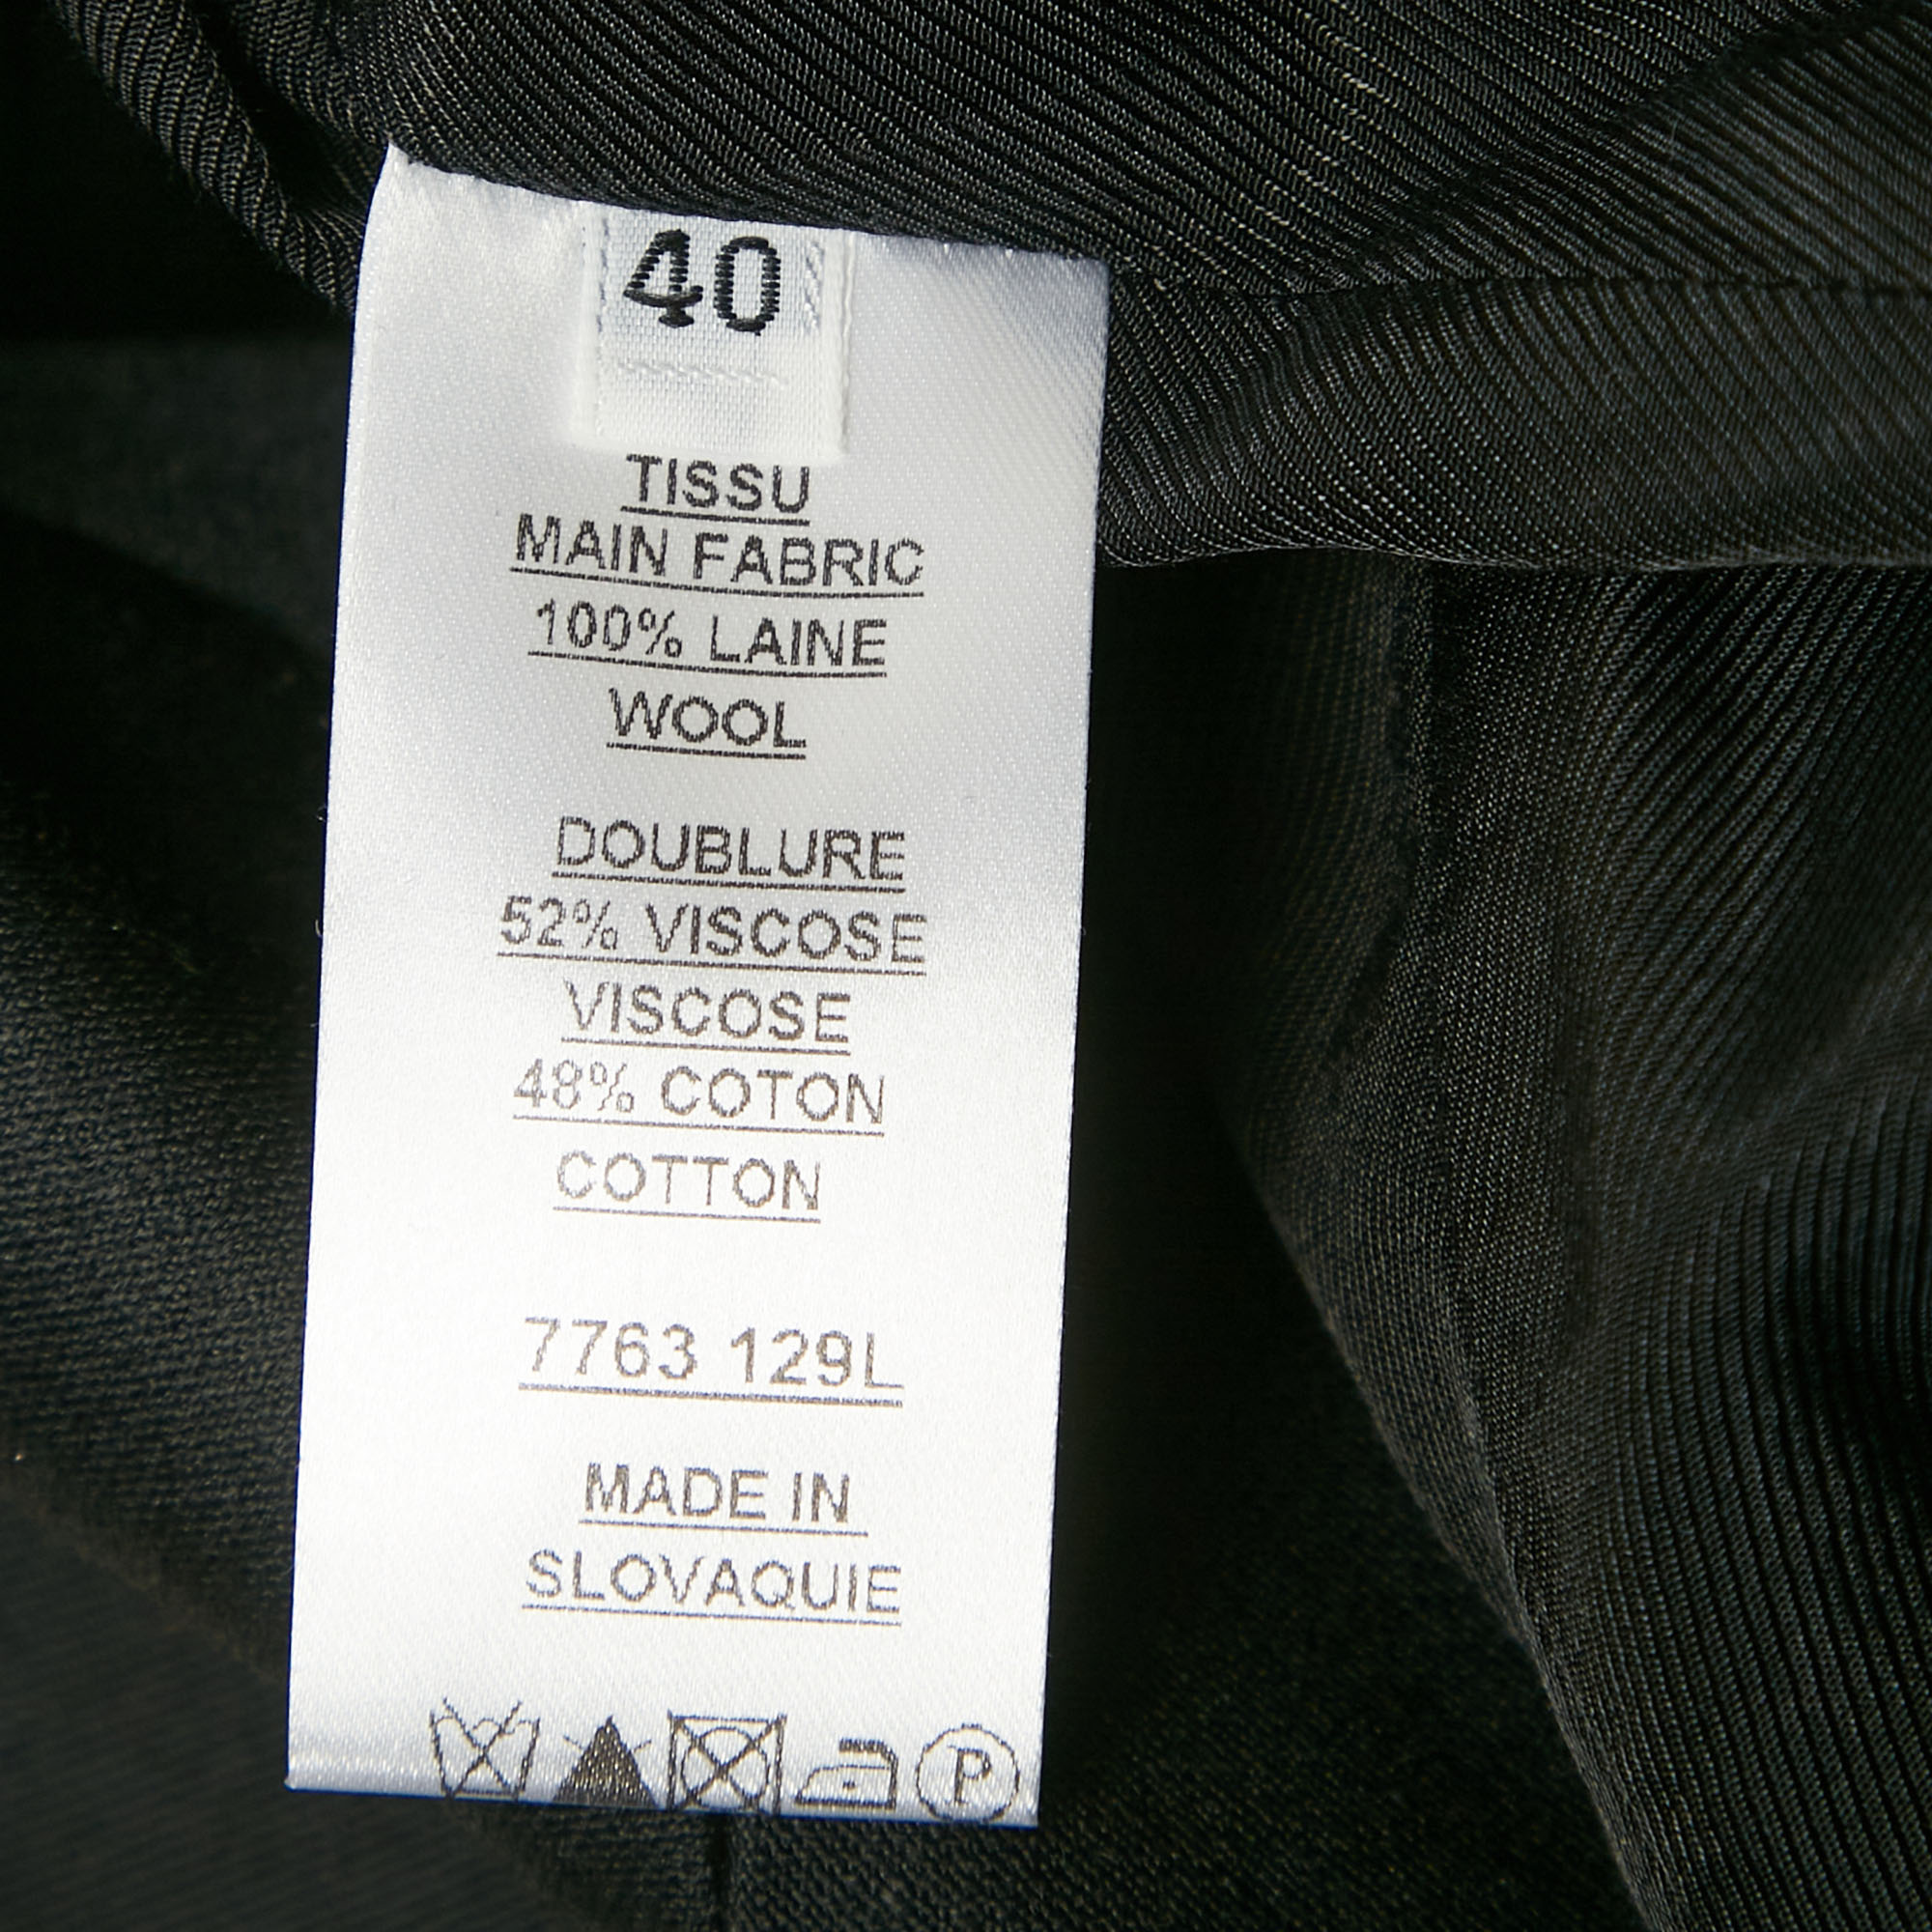 40
TISSU
MAIN FABRIC
100% LAINE
WOOL
DOUBLURE
52% VISCOSE
VISCOSE
48% COTON
COTTON
7763 129L
MADE IN
SLOVAQUIE
P